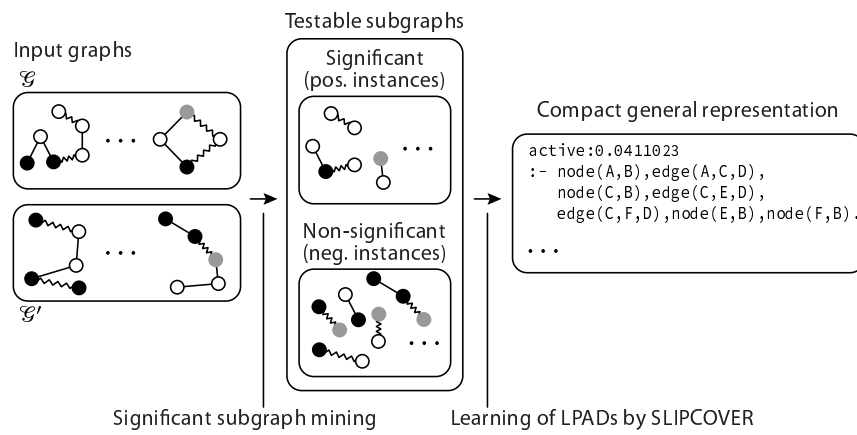 Input graphs
𝒢
𝒢′
Testable subgraphs
Significant
(pos. instances)
. . .
Non-significant
(neg. instances)
. . .
Compact general representation
active:0.0411023
:- node(A,B),edge(A,C,D),
node(C,B),edge(C,E,D),
edge(C,F,D),node(E,B),node(F,B).
...
Significant subgraph mining
Learning of LPADs by SLIPCOVER